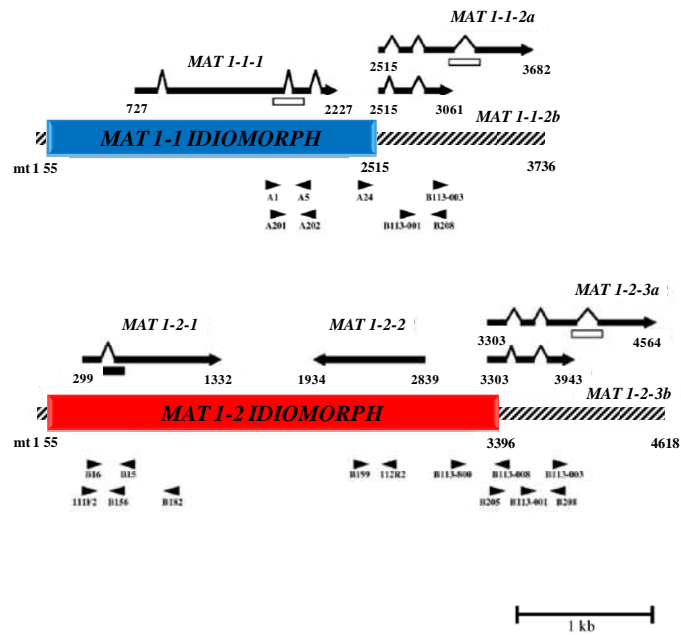 MAT 1-1-2a
MAT 1-1-1
2515 3682
727 2227 2515 3061
MAT 1-1-2b
MAT 1-1 IDIOMORPH
mt 1 55 2515 3736
A1 A5 A24 B113-003
A201 A202 B113-001 B208
MAT 1-2-3a
MAT 1-2-1 MAT 1-2-2
3303 4564
299 1332 1934 2839 3303 3943
MAT 1-2-3b
MAT 1-2 IDIOMORPH
mt 1 55 3396 4618
B16 B15 B199 112R2 B113-800 B113-008 B113-003
111F2 B156 B182 B205 B113-001 B208
1 kb